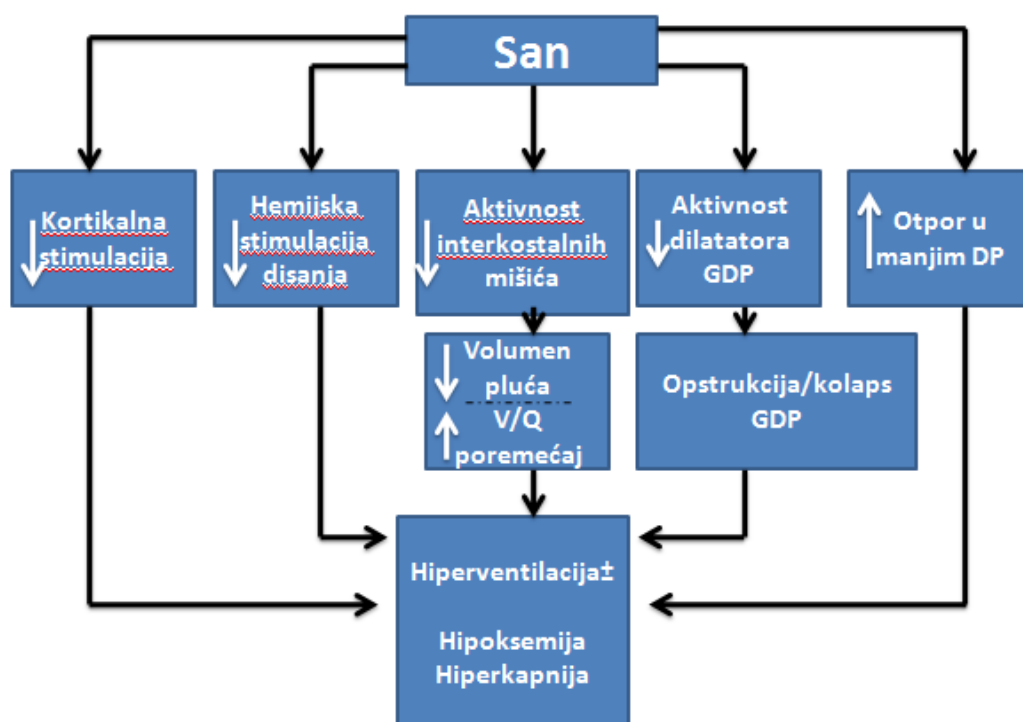 San
Kortikalna
stimulacija
Hemijska
stimulacija
disanja
Aktivnost
interkostalnih
mišića
Aktivnost
dilatatora
GDP
Otpor u
manjim DP
Volumen
pluća
V/Q
poremećaj
Opstrukcija/kolaps
GDP
Hiperventilacija±
Hipoksemija
Hiperkapnija